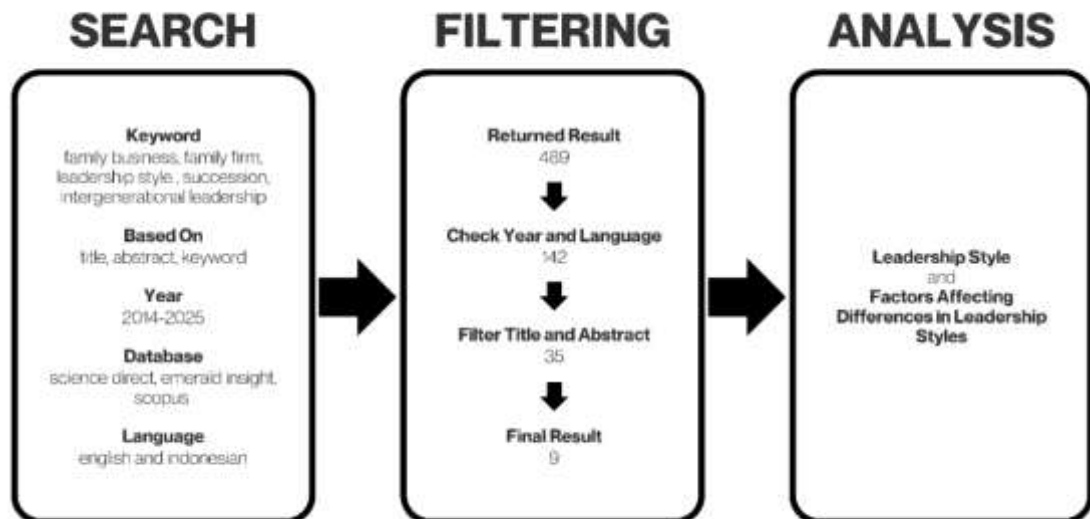 SEARCH
FILTERING
ANALYSIS
Keyword
family business, family firm,
leadership style , succession,
intergenerational leadership
Based On
title, abstract, keyword
Year
2014-2025
Database
science direct, emerald insight,
scopus
Language
english and indonesian
Returned Result
489
Check Year and Language
142
Filter Title and Abstract
35
Final Result
9
Leadership Style
and
Factors Affecting
Differences in Leadership
Styles